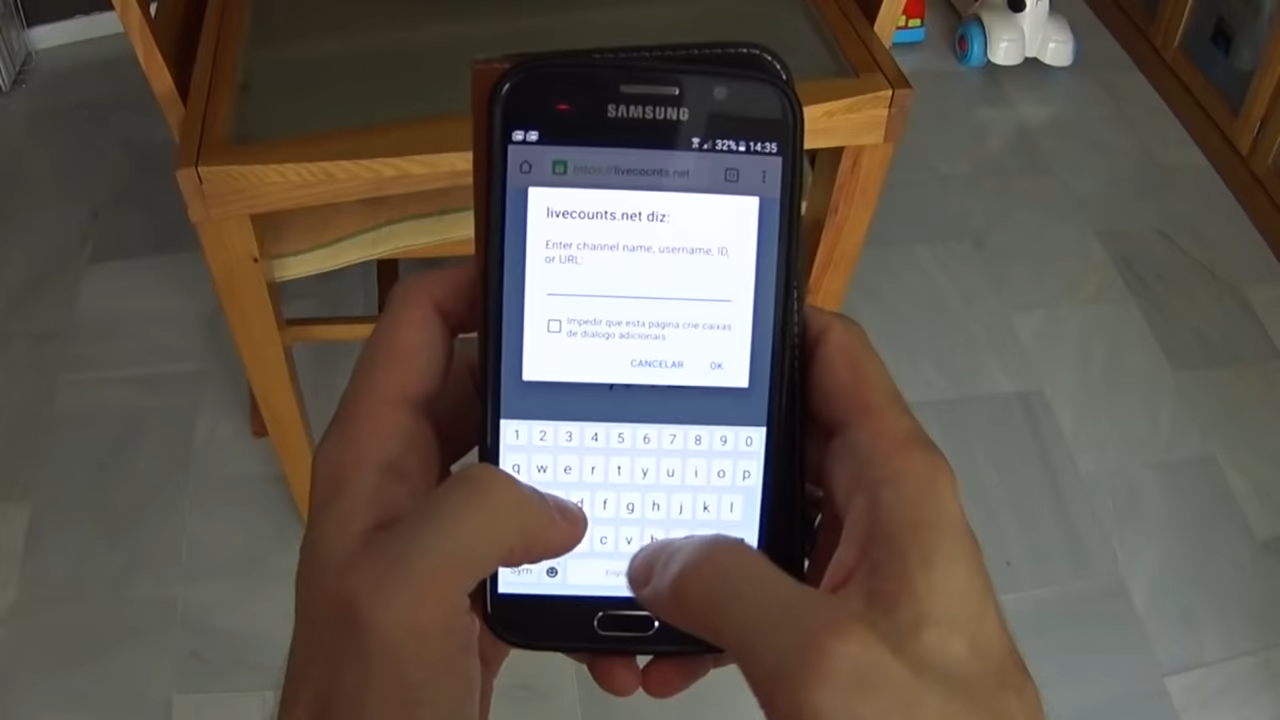 SAMSUNG
32% 14:35
https://livecounts.net
livecounts.net diz:
Enter channel name, username, ID,
or URL:
Impedir que esta página crie caixas
de diálogo adicionais.
CANCELAR OK
1 2 3 4 5 6 7 8 9 0
q w e r t y u i o p
d f g h j k l
c v b
Sym